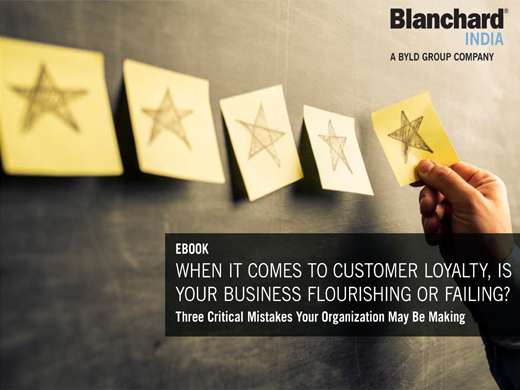 Blanchard®
INDIA
A BYLD GROUP COMPANY
EBOOK
WHEN IT COMES TO CUSTOMER LOYALTY, IS
YOUR BUSINESS FLOURISHING OR FAILING?
Three Critical Mistakes Your Organization May Be Making